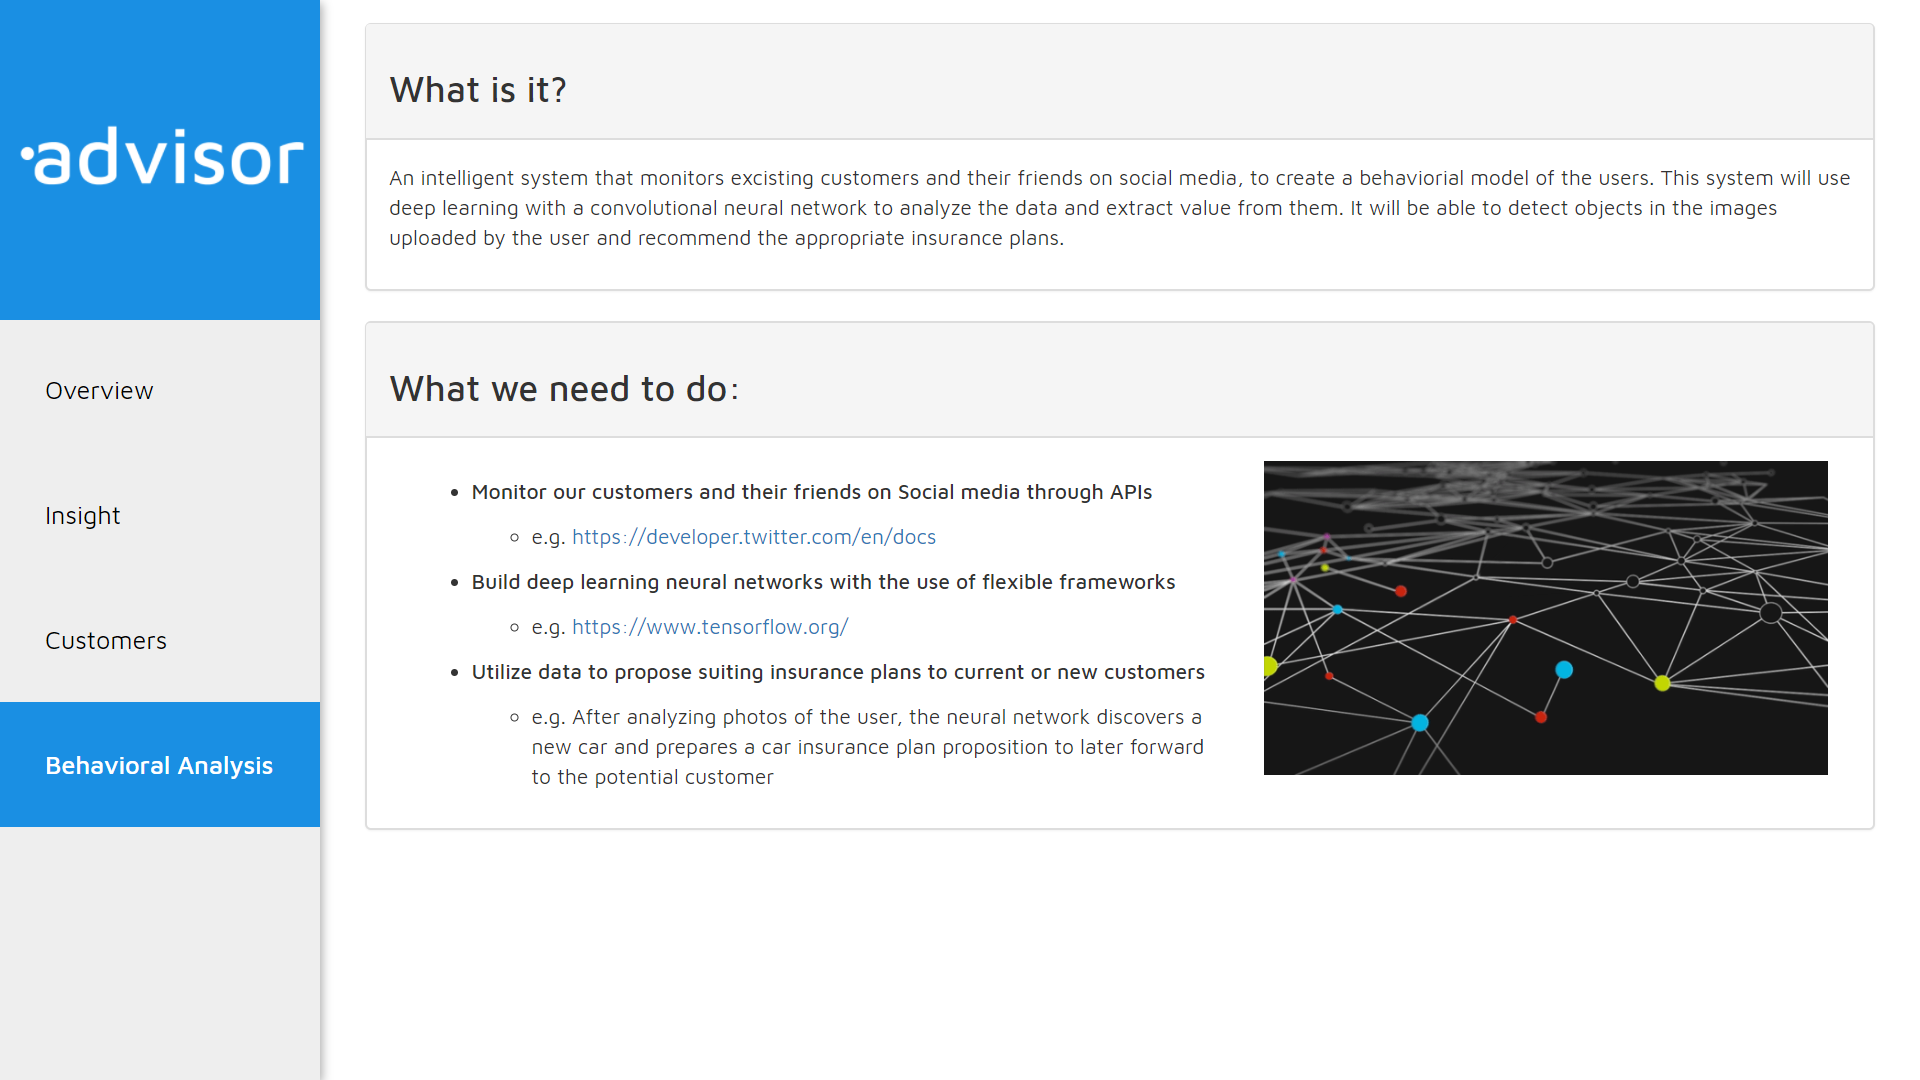 advisor
Overview
Insight
Customers
Behavioral Analysis
What is it?
An intelligent system that monitors excisting customers and their friends on social media, to create a behaviorial model of the users. This system will use
deep learning with a convolutional neural network to analyze the data and extract value from them. It will be able to detect objects in the images
uploaded by the user and recommend the appropriate insurance plans.
What we need to do:
• Monitor our customers and their friends on Social media through APIs
◦ e.g. https://developer.twitter.com/en/docs
• Build deep learning neural networks with the use of flexible frameworks
◦ e.g. https://www.tensorflow.org/
• Utilize data to propose suiting insurance plans to current or new customers
◦ e.g. After analyzing photos of the user, the neural network discovers a
new car and prepares a car insurance plan proposition to later forward
to the potential customer